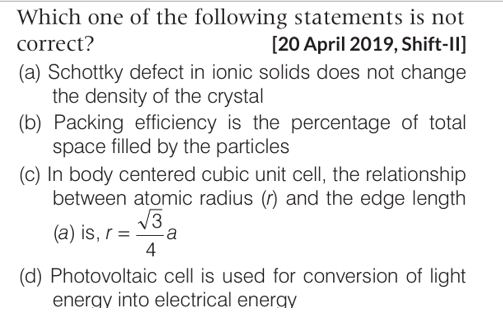 Which one of the following statements is not
correct? [20 April 2019, Shift-II]
(a) Schottky defect in ionic solids does not change
the density of the crystal
(b) Packing efficiency is the percentage of total
space filled by the particles
(c) In body centered cubic unit cell, the relationship
between atomic radius (r) and the edge length
(a) is, r = √3/4 a
(d) Photovoltaic cell is used for conversion of light
energy into electrical energy